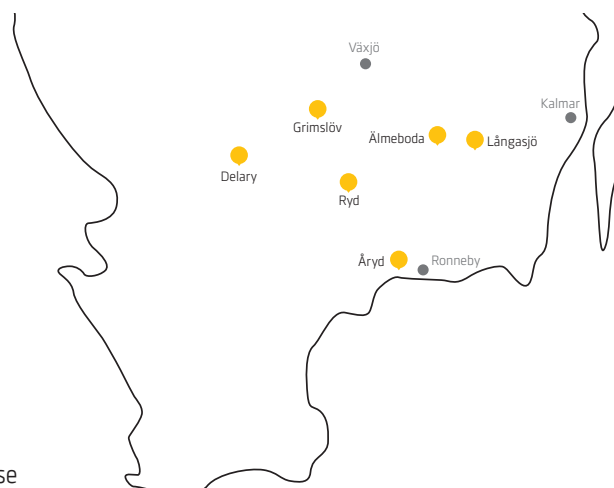 Växjö
Kalmar
Grimslöv
Älmeboda
Långasjö
Delary
Ryd
Åryd
Ronneby
se